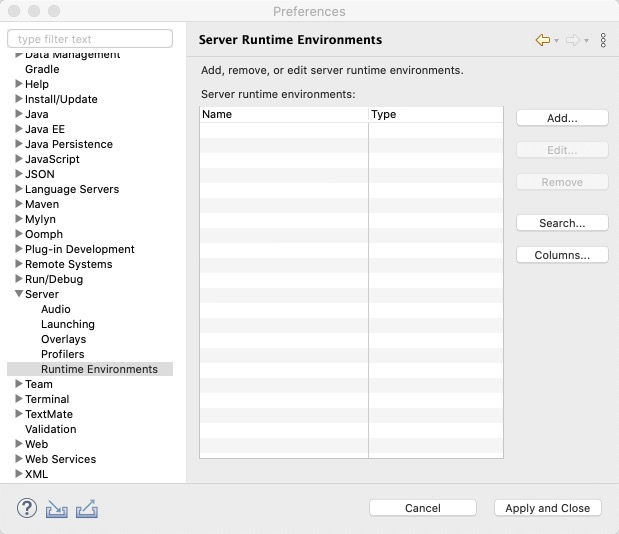 Preferences
type filter text
Data Management
Gradle
Help
Install/Update
Java
Java EE
Java Persistence
JavaScript
JSON
Language Servers
Maven
Mylyn
Oomph
Plug-in Development
Remote Systems
Run/Debug
Server
Audio
Launching
Overlays
Profilers
Runtime Environments
Team
Terminal
TextMate
Validation
Web
Web Services
XML
Server Runtime Environments
Add, remove, or edit server runtime environments.
Server runtime environments:
Name Type
Add...
Edit...
Remove
Search...
Columns...
?
Cancel Apply and Close